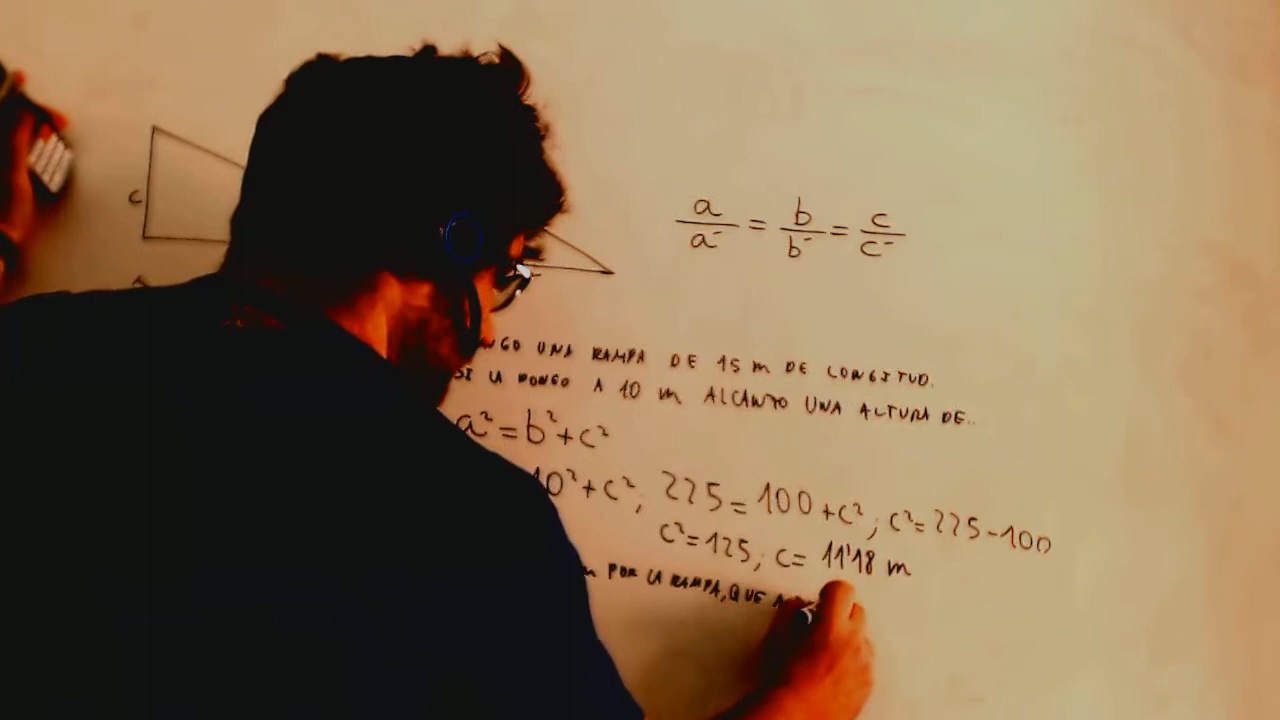 c
a/a- = b/b- = c/c-
UNA RAMPA DE 15 m DE LONGITUD.
SI LA PONGO A 10 m ALCANZO UNA ALTURA DE..
a² = b² + c²
10² + c² ; 225 = 100 + c² ; c² = 225 - 100
c² = 125, c = 11'18 m
POR LA RAMPA, QUE A